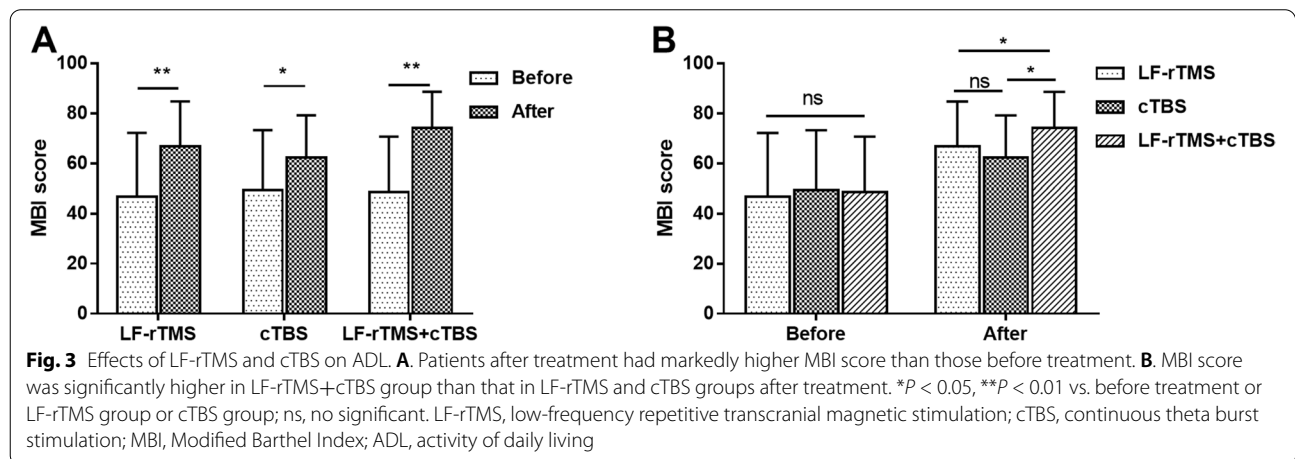 A
B
100
80
60
40
20
0
MBI score
**
*
**
Before
After
LF-rTMS
cTBS
LF-rTMS+cTBS
100
80
60
40
20
0
MBI score
ns
*
ns
*
LF-rTMS
cTBS
LF-rTMS+cTBS
Before
After
Fig. 3 Effects of LF-rTMS and cTBS on ADL. A. Patients after treatment had markedly higher MBI score than those before treatment. B. MBI score
was significantly higher in LF-rTMS+cTBS group than that in LF-rTMS and cTBS groups after treatment. *P < 0.05, **P < 0.01 vs. before treatment or
LF-rTMS group or cTBS group; ns, no significant. LF-rTMS, low-frequency repetitive transcranial magnetic stimulation; cTBS, continuous theta burst
stimulation; MBI, Modified Barthel Index; ADL, activity of daily living